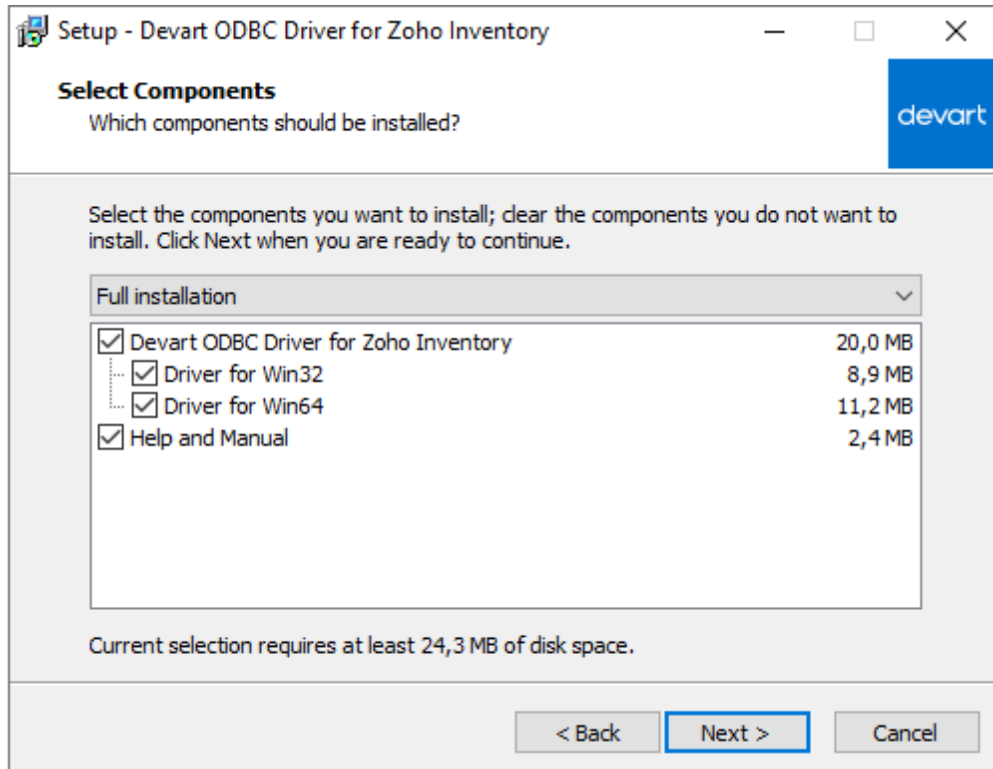 Setup - Devart ODBC Driver for Zoho Inventory
Select Components
Which components should be installed?
devart
Select the components you want to install; clear the components you do not want to
install. Click Next when you are ready to continue.
Full installation
Devart ODBC Driver for Zoho Inventory 20,0 MB
Driver for Win32 8,9 MB
Driver for Win64 11,2 MB
Help and Manual 2,4 MB
Current selection requires at least 24,3 MB of disk space.
< Back Next > Cancel